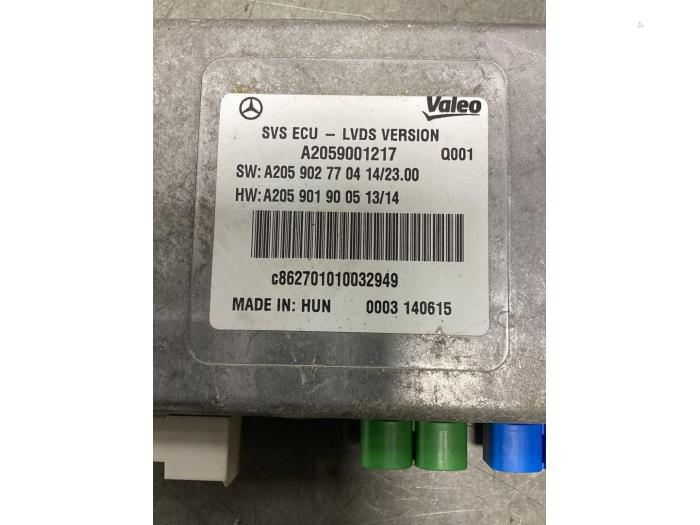 Valeo
SVS ECU – LVDS VERSION
A2059001217 Q001
SW: A205 902 77 04 14/23.00
HW: A205 901 90 05 13/14
c862701010032949
MADE IN: HUN 0003 140615